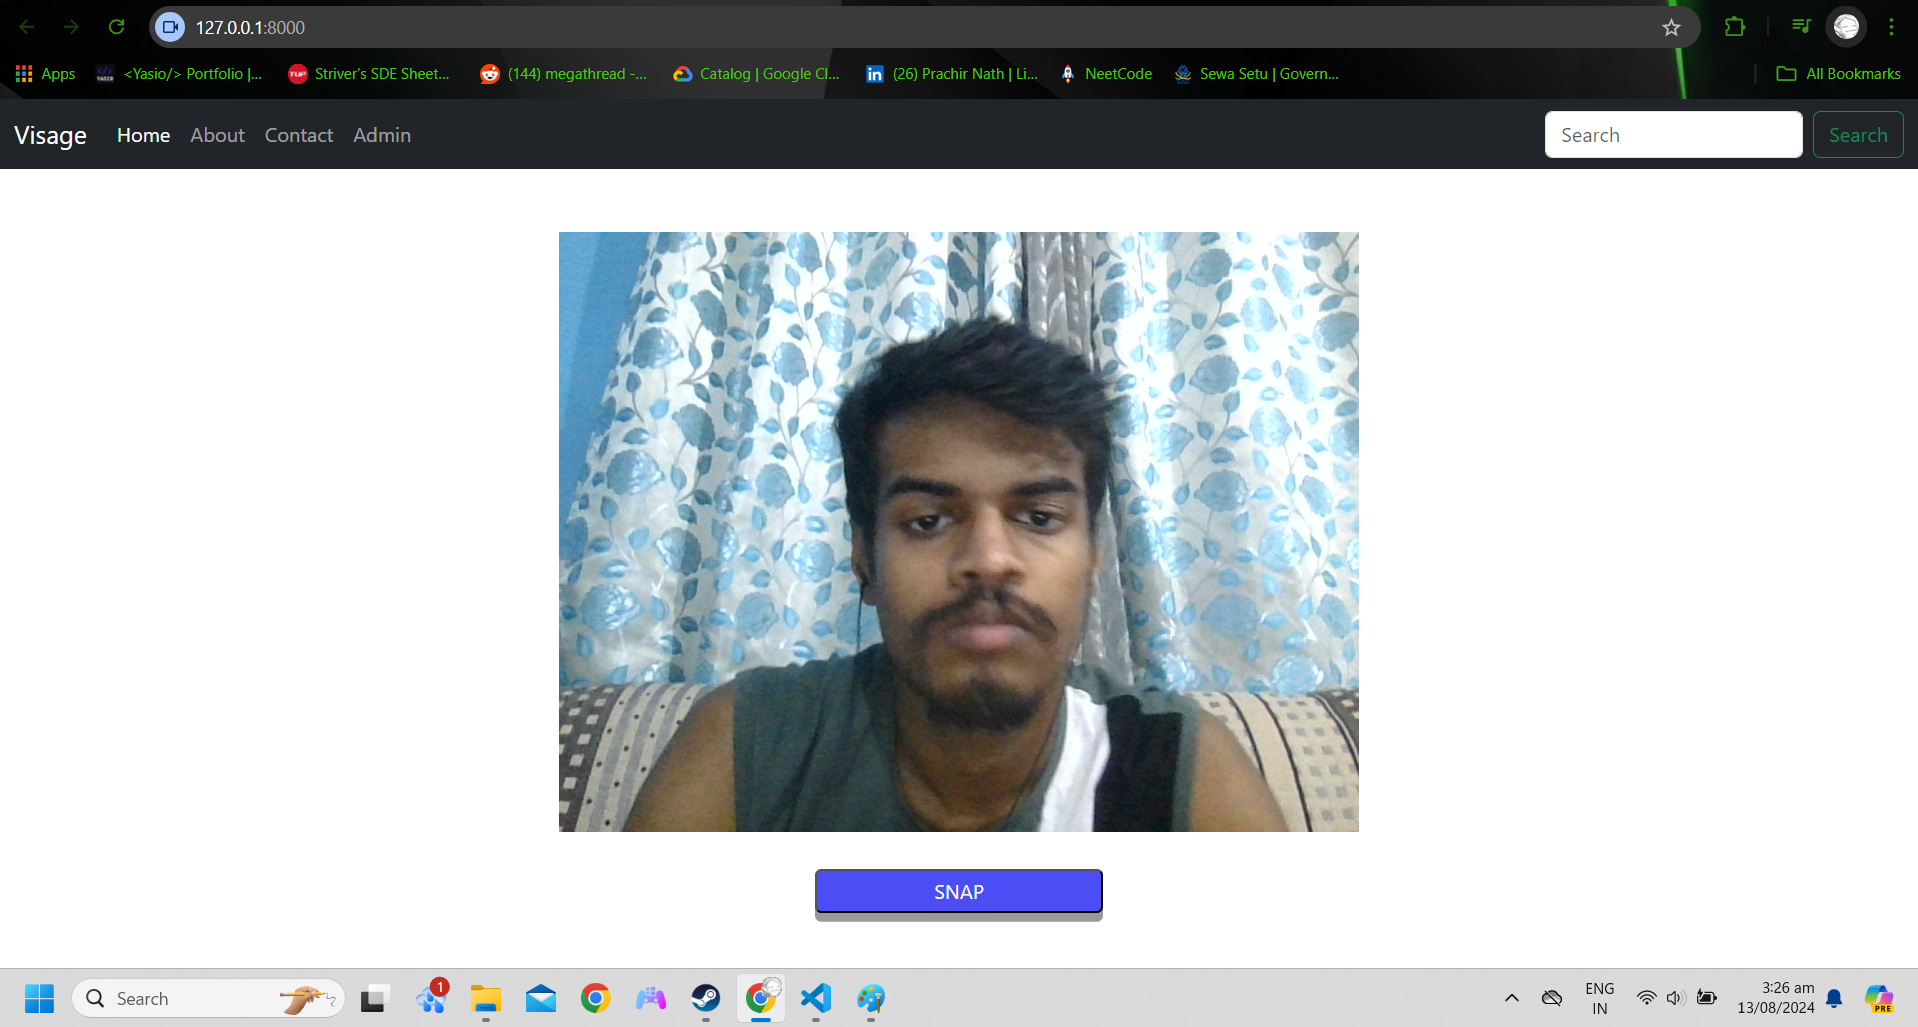 127.0.0.1:8000
Apps
<Yasio/> Portfolio |...
Striver's SDE Sheet...
(144) megathread -...
Catalog | Google Cl...
(26) Prachir Nath | Li...
NeetCode
Sewa Setu | Govern...
All Bookmarks
Visage Home About Contact Admin Search Search
SNAP
Search
1
ENG
IN
3:26 am
13/08/2024
PRE